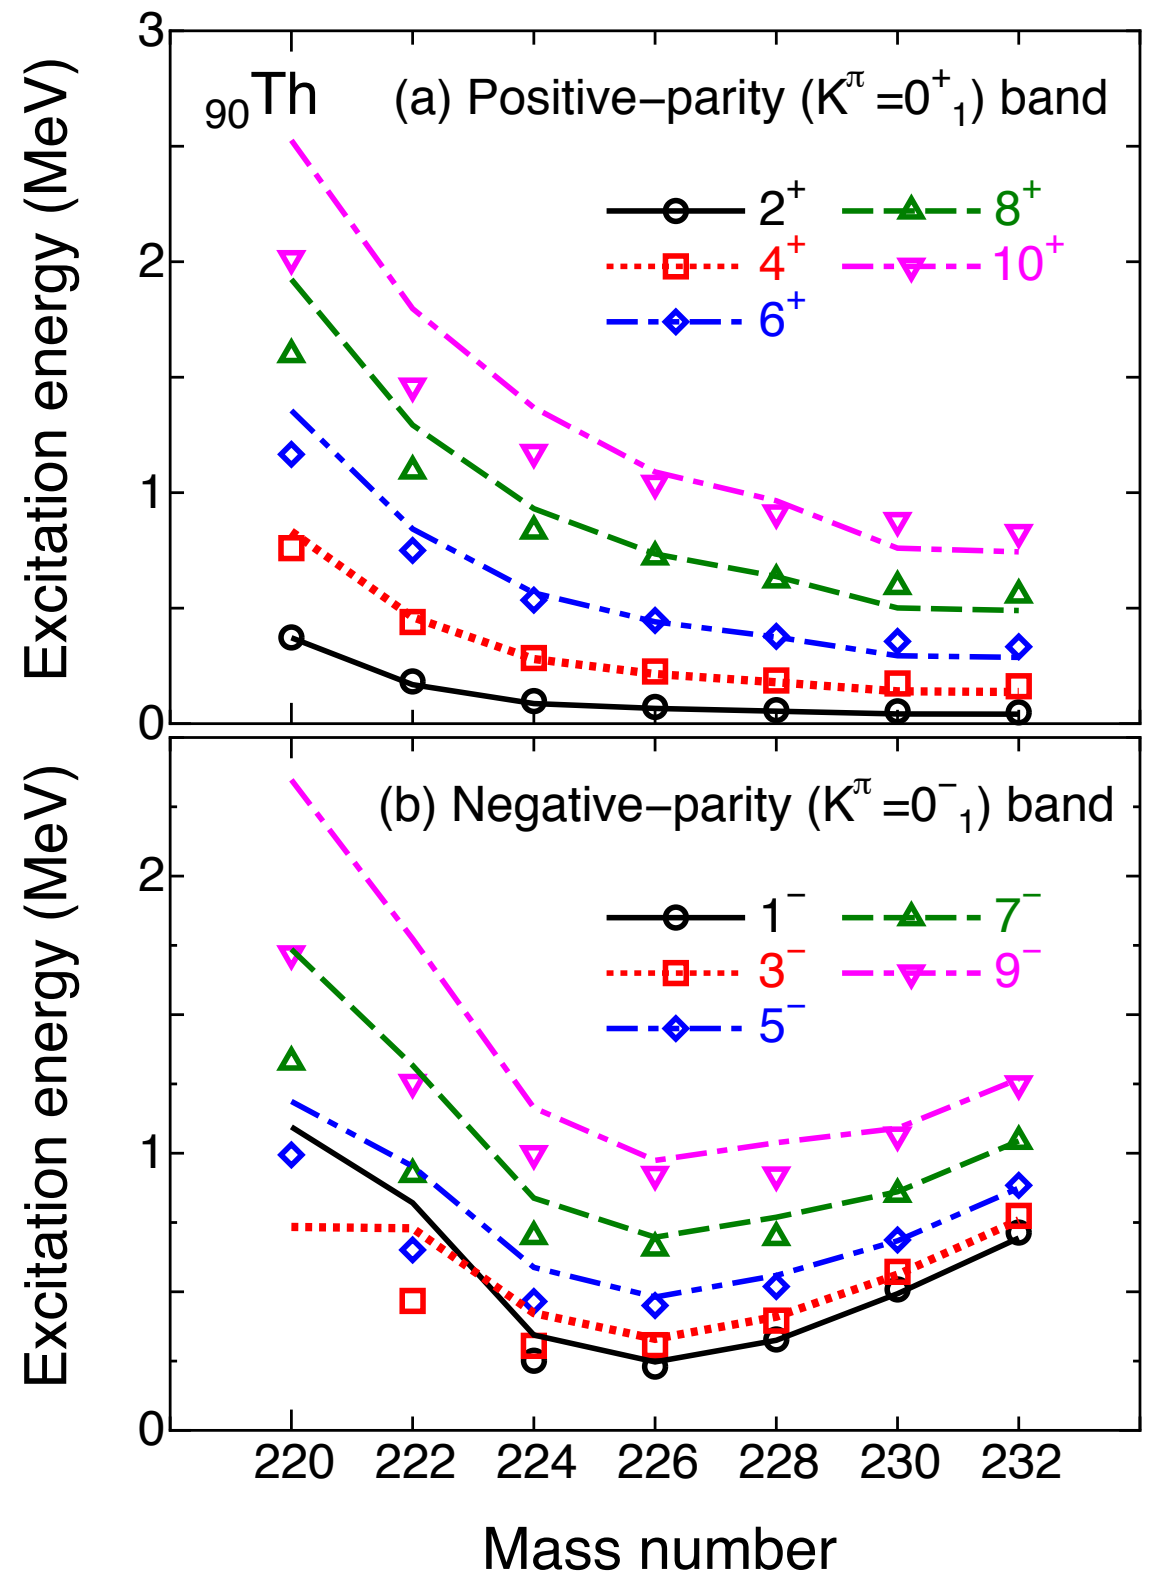 3
₉₀Th (a) Positive−parity (Kᵖⁱ =0⁺₁) band
2⁺ 8⁺
4⁺ 10⁺
6⁺
2
1
0
Excitation energy (MeV)
(b) Negative−parity (K^π =0⁻₁) band
1⁻ 7⁻
3⁻ 9⁻
5⁻
2
1
0
Excitation energy (MeV)
220 222 224 226 228 230 232
Mass number